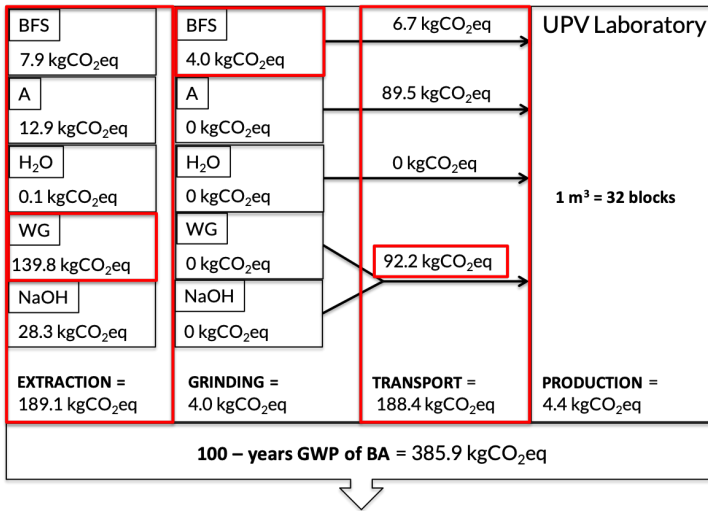 BFS
7.9 kgCO₂eq
A
12.9 kgCO₂eq
H₂O
0.1 kgCO₂eq
WG
139.8 kgCO₂eq
NaOH
28.3 kgCO₂eq
EXTRACTION =
189.1 kgCO₂eq
BFS
4.0 kgCO₂eq
A
0 kgCO₂eq
H₂O
0 kgCO₂eq
WG
0 kgCO₂eq
NaOH
0 kgCO₂eq
GRINDING =
4.0 kgCO₂eq
6.7 kgCO₂eq
89.5 kgCO₂eq
0 kgCO₂eq
92.2 kgCO₂eq
TRANSPORT =
188.4 kgCO₂eq
UPV Laboratory
1 m³ = 32 blocks
PRODUCTION =
4.4 kgCO₂eq
100 – years GWP of BA = 385.9 kgCO₂eq